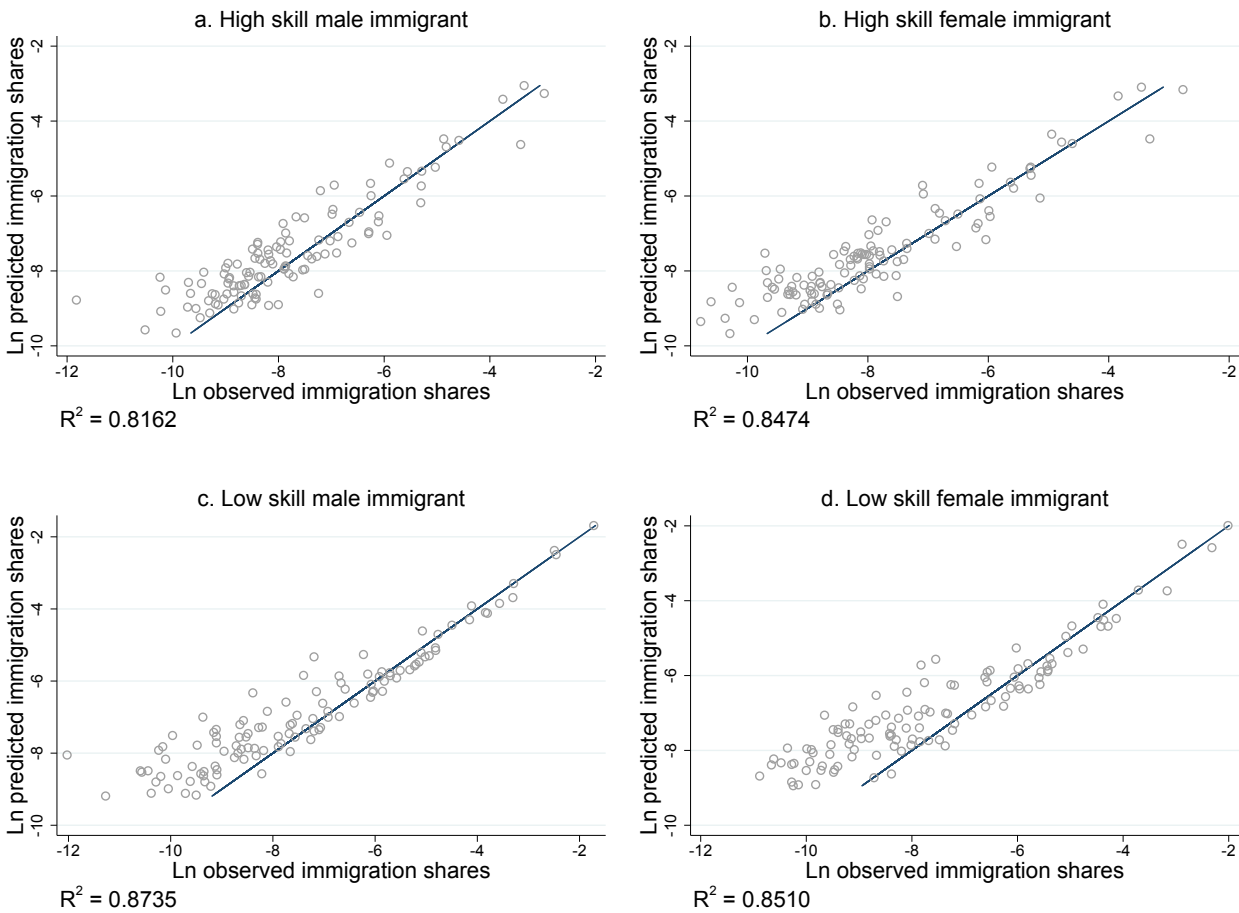 a. High skill male immigrant
Ln predicted immigration shares
-2
-4
-6
-8
-10
-12 -10 -8 -6 -4 -2
Ln observed immigration shares
R² = 0.8162
b. High skill female immigrant
Ln predicted immigration shares
-2
-4
-6
-8
-10
-10 -8 -6 -4 -2
Ln observed immigration shares
R² = 0.8474
c. Low skill male immigrant
Ln predicted immigration shares
-2
-4
-6
-8
-10
-12 -10 -8 -6 -4 -2
Ln observed immigration shares
R² = 0.8735
d. Low skill female immigrant
Ln predicted immigration shares
-2
-4
-6
-8
-10
-12 -10 -8 -6 -4 -2
Ln observed immigration shares
R² = 0.8510